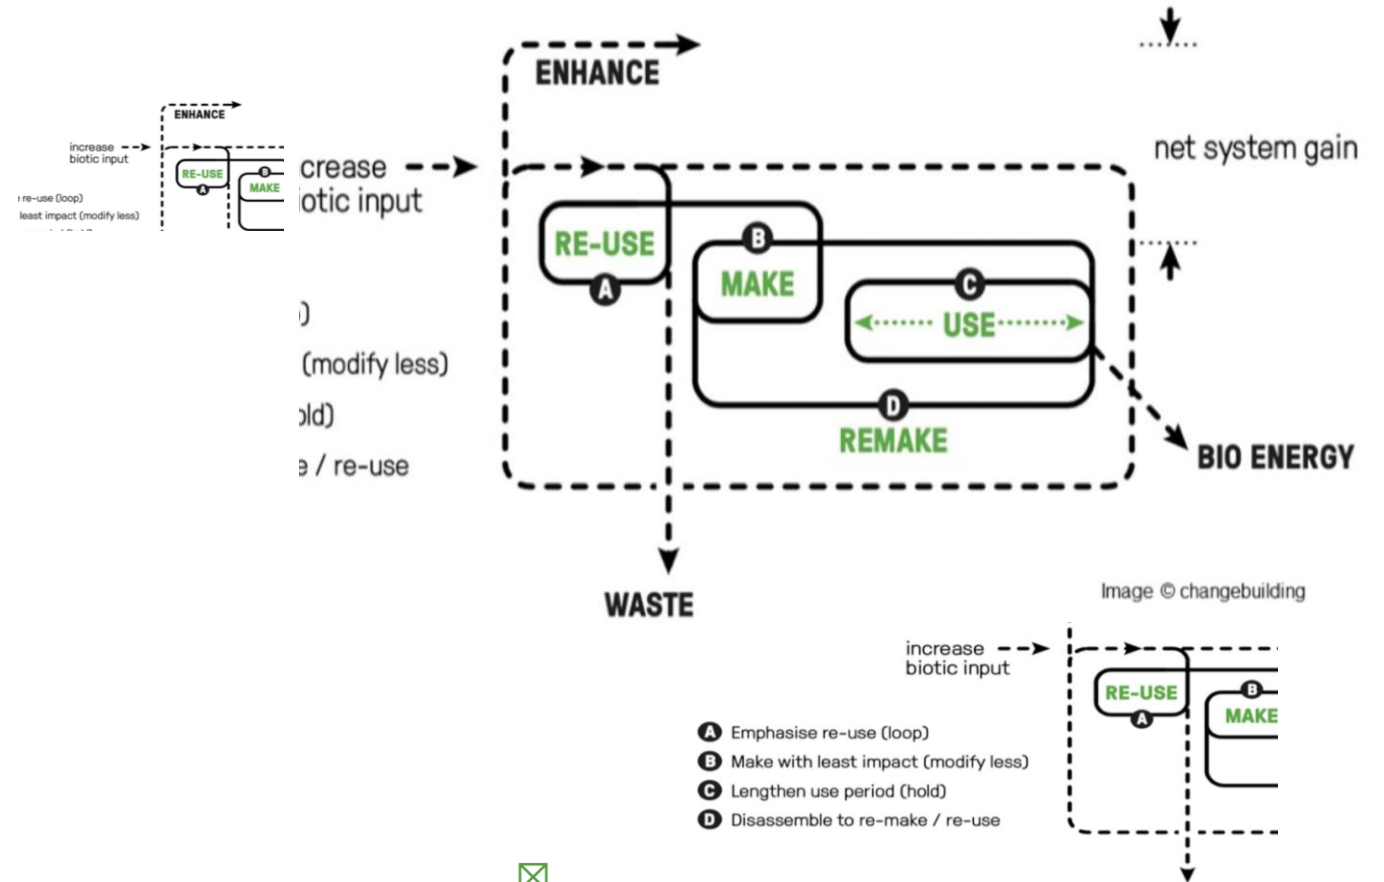 ENHANCE
increase
biotic input
RE-USE
A
B
MAKE
re-use (loop)
least impact (modify less)
ENHANCE
crease
otic input
net system gain
RE-USE
A
B
MAKE
C
USE
D
REMAKE
)
(modify less)
old)
e / re-use
BIO ENERGY
WASTE
Image © changebuilding
increase
biotic input
RE-USE
A
B
MAKE
A Emphasise re-use (loop)
B Make with least impact (modify less)
C Lengthen use period (hold)
D Disassemble to re-make / re-use